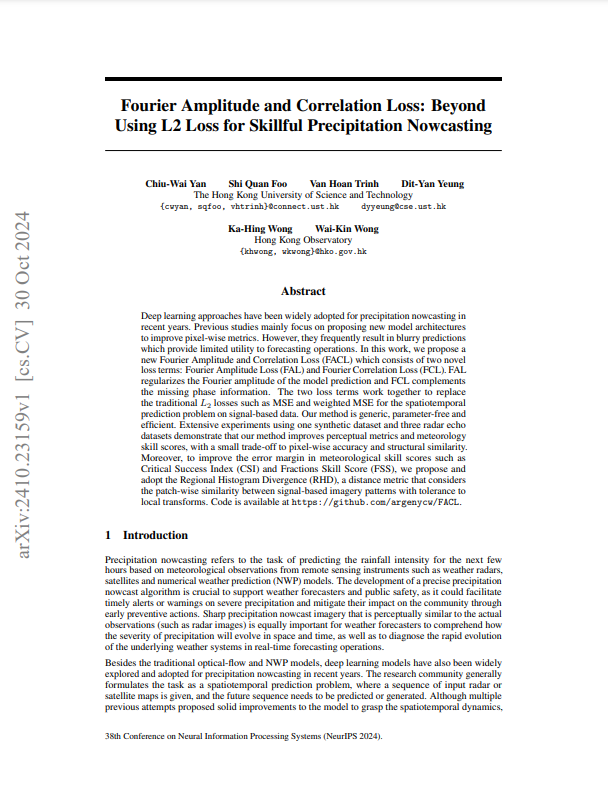 Fourier Amplitude and Correlation Loss: Beyond
Using L2 Loss for Skillful Precipitation Nowcasting
Chiu-Wai Yan Shi Quan Foo Van Hoan Trinh Dit-Yan Yeung
The Hong Kong University of Science and Technology
{cwyan, sqfoo, vhtrinh}@connect.ust.hk dyyeung@cse.ust.hk
Ka-Hing Wong Wai-Kin Wong
Hong Kong Observatory
{khwong, wkwong}@hko.gov.hk
arXiv:2410.23159v1 [cs.CV] 30 Oct 2024
Abstract
Deep learning approaches have been widely adopted for precipitation nowcasting in
recent years. Previous studies mainly focus on proposing new model architectures
to improve pixel-wise metrics. However, they frequently result in blurry predictions
which provide limited utility to forecasting operations. In this work, we propose a
new Fourier Amplitude and Correlation Loss (FACL) which consists of two novel
loss terms: Fourier Amplitude Loss (FAL) and Fourier Correlation Loss (FCL). FAL
regularizes the Fourier amplitude of the model prediction and FCL complements
the missing phase information. The two loss terms work together to replace
the traditional L2 losses such as MSE and weighted MSE for the spatiotemporal
prediction problem on signal-based data. Our method is generic, parameter-free and
efficient. Extensive experiments using one synthetic dataset and three radar echo
datasets demonstrate that our method improves perceptual metrics and meteorology
skill scores, with a small trade-off to pixel-wise accuracy and structural similarity.
Moreover, to improve the error margin in meteorological skill scores such as
Critical Success Index (CSI) and Fractions Skill Score (FSS), we propose and
adopt the Regional Histogram Divergence (RHD), a distance metric that considers
the patch-wise similarity between signal-based imagery patterns with tolerance to
local transforms. Code is available at https://github.com/argenycw/FACL.
1 Introduction
Precipitation nowcasting refers to the task of predicting the rainfall intensity for the next few
hours based on meteorological observations from remote sensing instruments such as weather radars,
satellites and numerical weather prediction (NWP) models. The development of a precise precipitation
nowcast algorithm is crucial to support weather forecasters and public safety, as it could facilitate
timely alerts or warnings on severe precipitation and mitigate their impact on the community through
early preventive actions. Sharp precipitation nowcast imagery that is perceptually similar to the actual
observations (such as radar images) is equally important for weather forecasters to comprehend how
the severity of precipitation will evolve in space and time, as well as to diagnose the rapid evolution
of the underlying weather systems in real-time forecasting operations.
Besides the traditional optical-flow and NWP models, deep learning models have also been widely
explored and adopted for precipitation nowcasting in recent years. The research community generally
formulates the task as a spatiotemporal prediction problem, where a sequence of input radar or
satellite maps is given, and the future sequence needs to be predicted or generated. Although multiple
previous attempts proposed solid improvements to the model to grasp the spatiotemporal dynamics,
38th Conference on Neural Information Processing Systems (NeurIPS 2024).